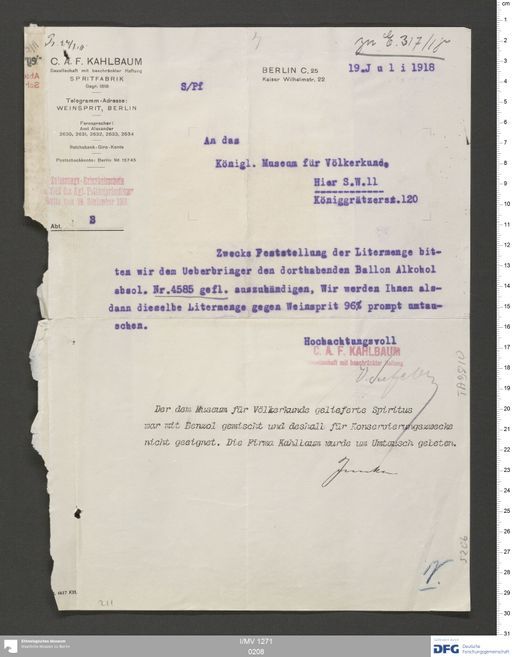 zu E. 317/18
C. A. F. KAHLBAUM
Gesellschaft mit beschränkter Haftung
SPRITFABRIK
Gegr. 1818
Telegramm-Adresse:
WEINSPRIT, BERLIN
Fernsprecher:
Amt Alexander
2630, 2631, 2632, 2633, 2634
Reichsbank-Giro-Konto
Postscheckkonto: Berlin Nr. 15745
B
Abt.
S/Pf
BERLIN C. 25
Kaiser Wilhelmstr. 22
19.Juli 1918
An das
Königl. Museum für Völkerkunde.
Hier S.W.11
Königgrätzerst.120
Zwecks Feststellung der Litermenge bit-
ten wir dem Ueberbringer den dorthabenden Ballon Alkohol
absol. Nr.4585 gefl. auszuhändigen, Wir werden Ihnen als-
dann dieselbe Litermenge gegen Weinsprit 96% prompt umtau-
schen.
Hochachtungsvoll
C. A. F. KAHLBAUM
Gesellschaft mit beschränkter Haftung
Der dem Museum für Völkerkunde gelieferte Spiritus
war mit Benzol gemischt und deshalb für Konservierungszwecke
nicht geeignet. Die Firma Kahlbaum wurde um Umtausch gebeten.
Ethnologisches Museum
Staatliche Museen zu Berlin
I/MV 1271
0208
DFG
Deutsche
Forschungsgemeinschaft